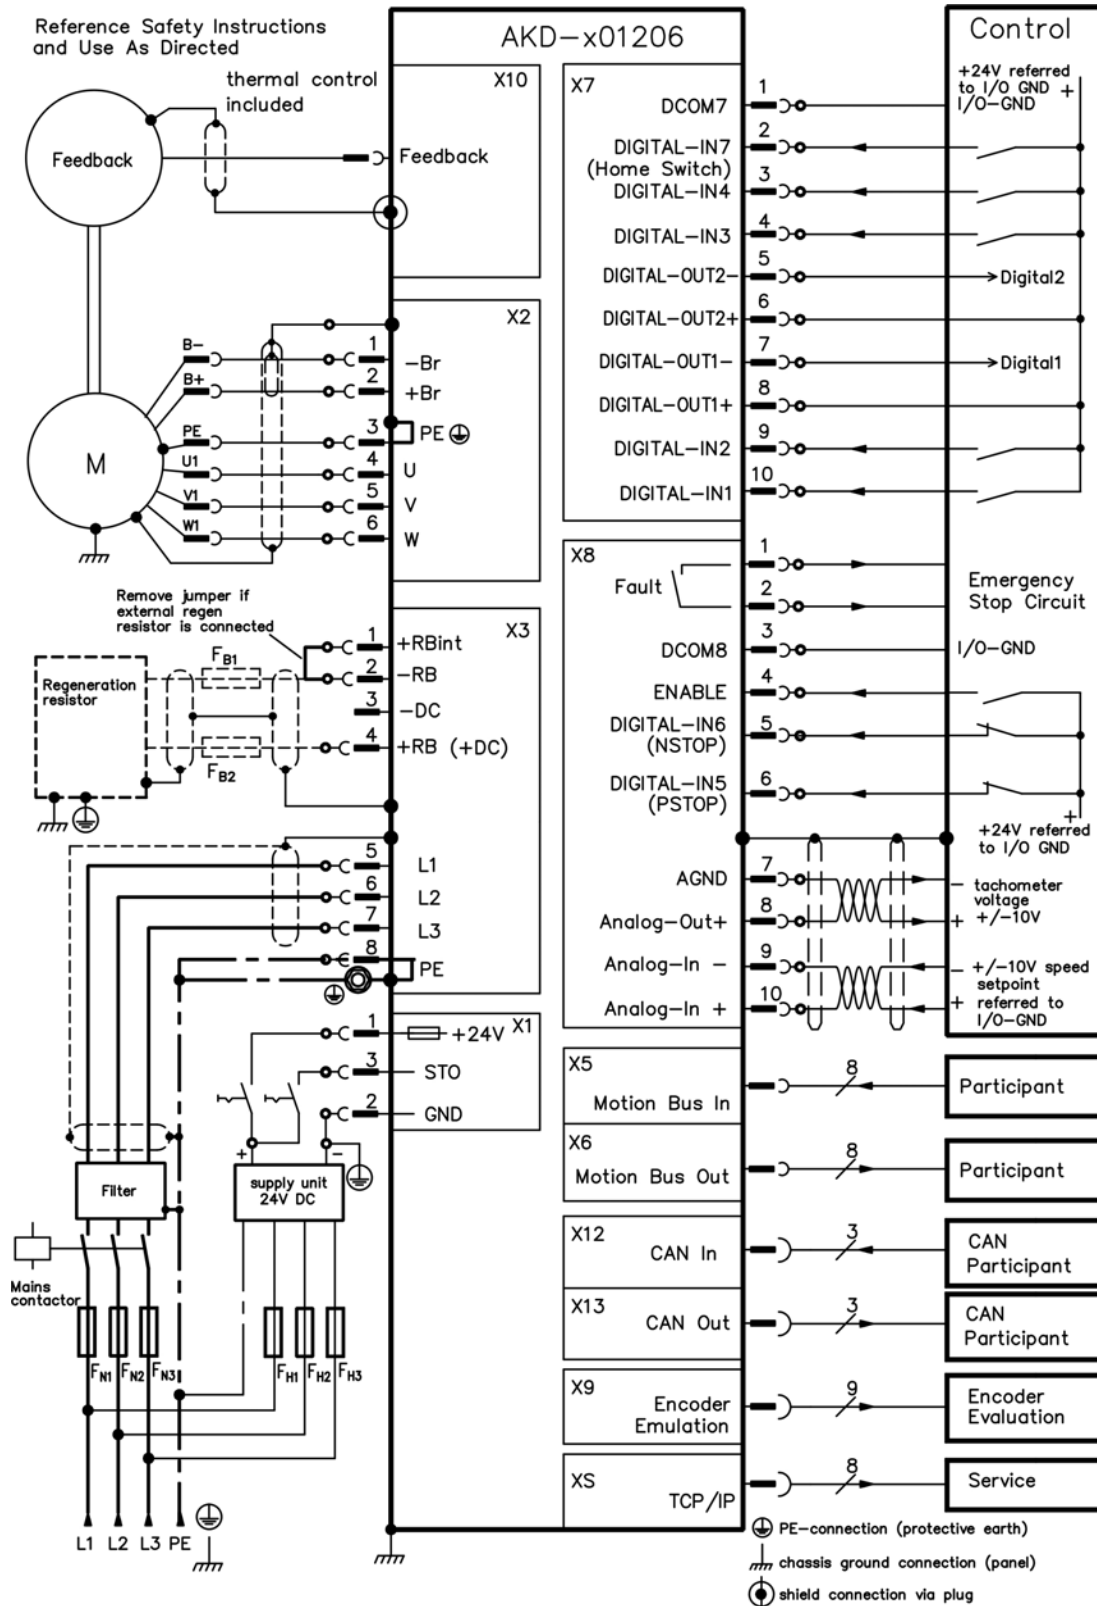 Reference Safety Instructions
and Use As Directed
AKD-x01206
Control
thermal control
included
X10
Feedback
Feedback
X2
B-
1
-Br
B+
2
+Br
PE
3
PE
M
U1
4
U
V1
5
V
W1
6
W
Remove jumper if
external regen
resistor is connected
X3
1
+RBint
FB1
2
-RB
Regeneration
resistor
3
-DC
4
+RB (+DC)
FB2
5
L1
6
L2
7
L3
8
PE
X1
1
+24V
3
STO
2
GND
+
-
supply unit
24V DC
Filter
Mains
contactor
FN1
FN2
FN3
FH1
FH2
FH3
L1
L2
L3
PE
X7
1
DCOM7
+24V referred
to I/O GND +
I/O-GND
2
DIGITAL-IN7
(Home Switch)
3
DIGITAL-IN4
4
DIGITAL-IN3
5
DIGITAL-OUT2-
Digital2
6
DIGITAL-OUT2+
7
DIGITAL-OUT1-
Digital1
8
DIGITAL-OUT1+
9
DIGITAL-IN2
10
DIGITAL-IN1
X8
1
Fault
2
Emergency
Stop Circuit
3
DCOM8
I/O-GND
4
ENABLE
DIGITAL-IN6
5
(NSTOP)
DIGITAL-IN5
6
(PSTOP)
+
+24V referred
to I/O GND
7
AGND
- tachometer
voltage
8
Analog-Out+
+ +/-10V
9
Analog-In -
- +/-10V speed
setpoint
10
Analog-In +
+ referred to
I/O-GND
X5
Motion Bus In
8
Participant
X6
Motion Bus Out
8
Participant
X12
CAN In
3
CAN
Participant
X13
CAN Out
3
CAN
Participant
X9
Encoder
Emulation
9
Encoder
Evaluation
XS
TCP/IP
8
Service
PE-connection (protective earth)
chassis ground connection (panel)
shield connection via plug